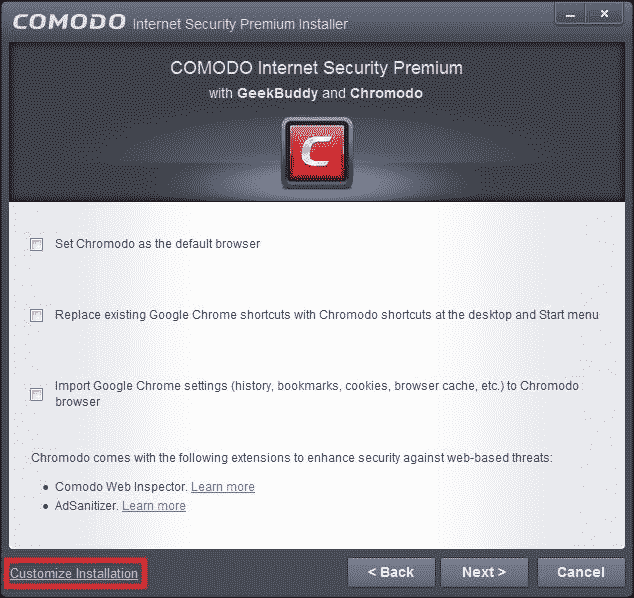 COMODO Internet Security Premium Installer
COMODO Internet Security Premium
with GeekBuddy and Chromodo
C
Set Chromodo as the default browser
Replace existing Google Chrome shortcuts with Chromodo shortcuts at the desktop and Start menu
Import Google Chrome settings (history, bookmarks, cookies, browser cache, etc.) to Chromodo
browser
Chromodo comes with the following extensions to enhance security against web-based threats:
• Comodo Web Inspector. Learn more
• AdSanitizer. Learn more
Customize Installation < Back Next > Cancel